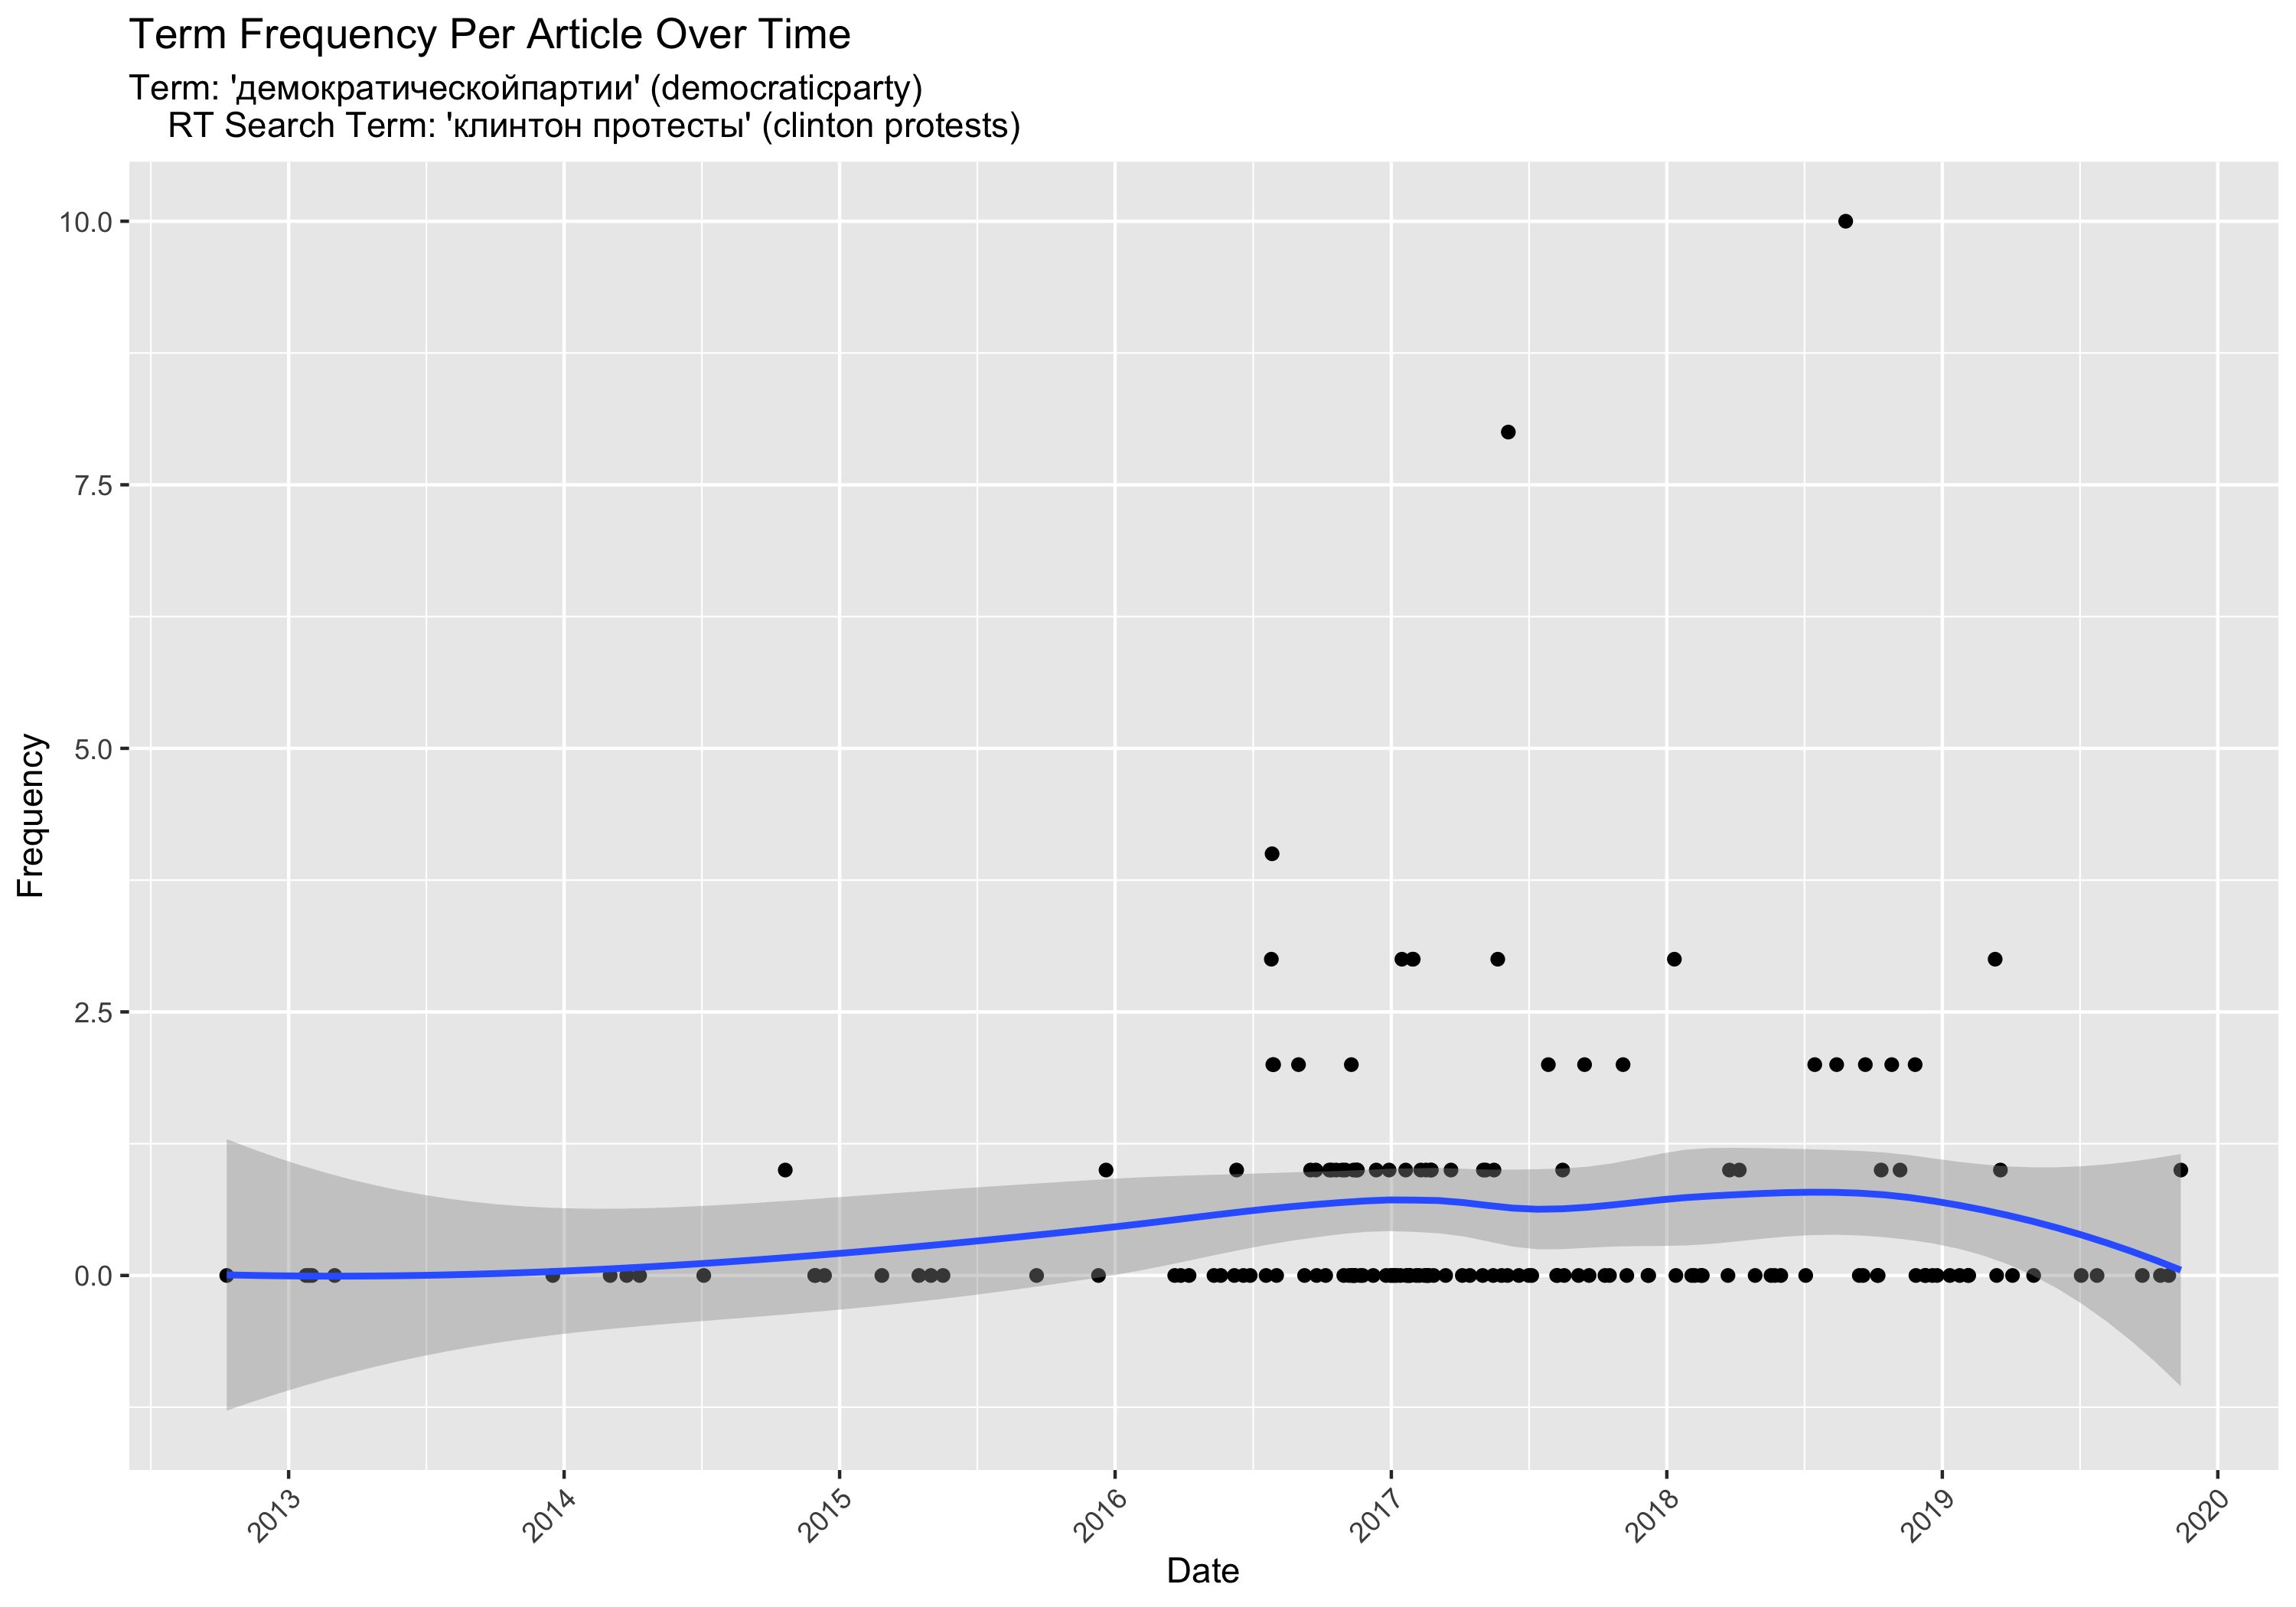 Term Frequency Per Article Over Time
Term: 'демократическойпартии' (democraticparty)
RT Search Term: 'клинтон протесты' (clinton protests)
10.0
7.5
5.0
2.5
0.0
Frequency
2013
2014
2015
2016
2017
2018
2019
2020
Date